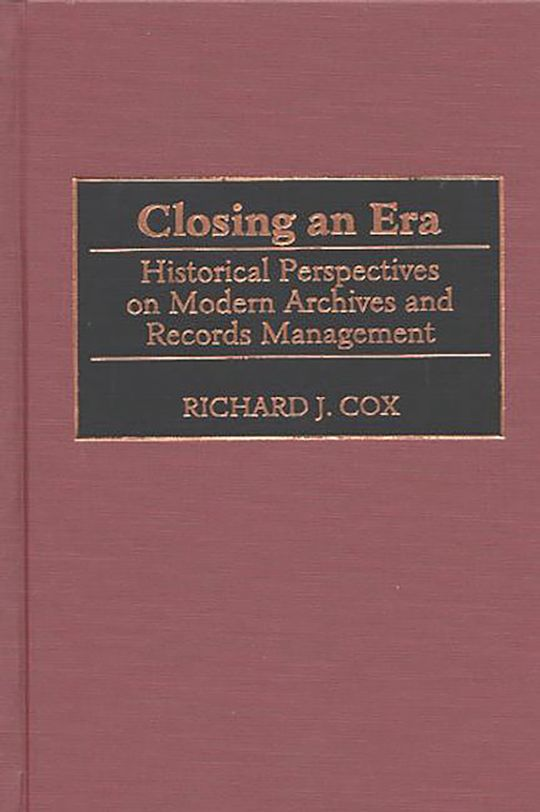 Closing an Era
Historical Perspectives
on Modern Archives and
Records Management
RICHARD J. COX